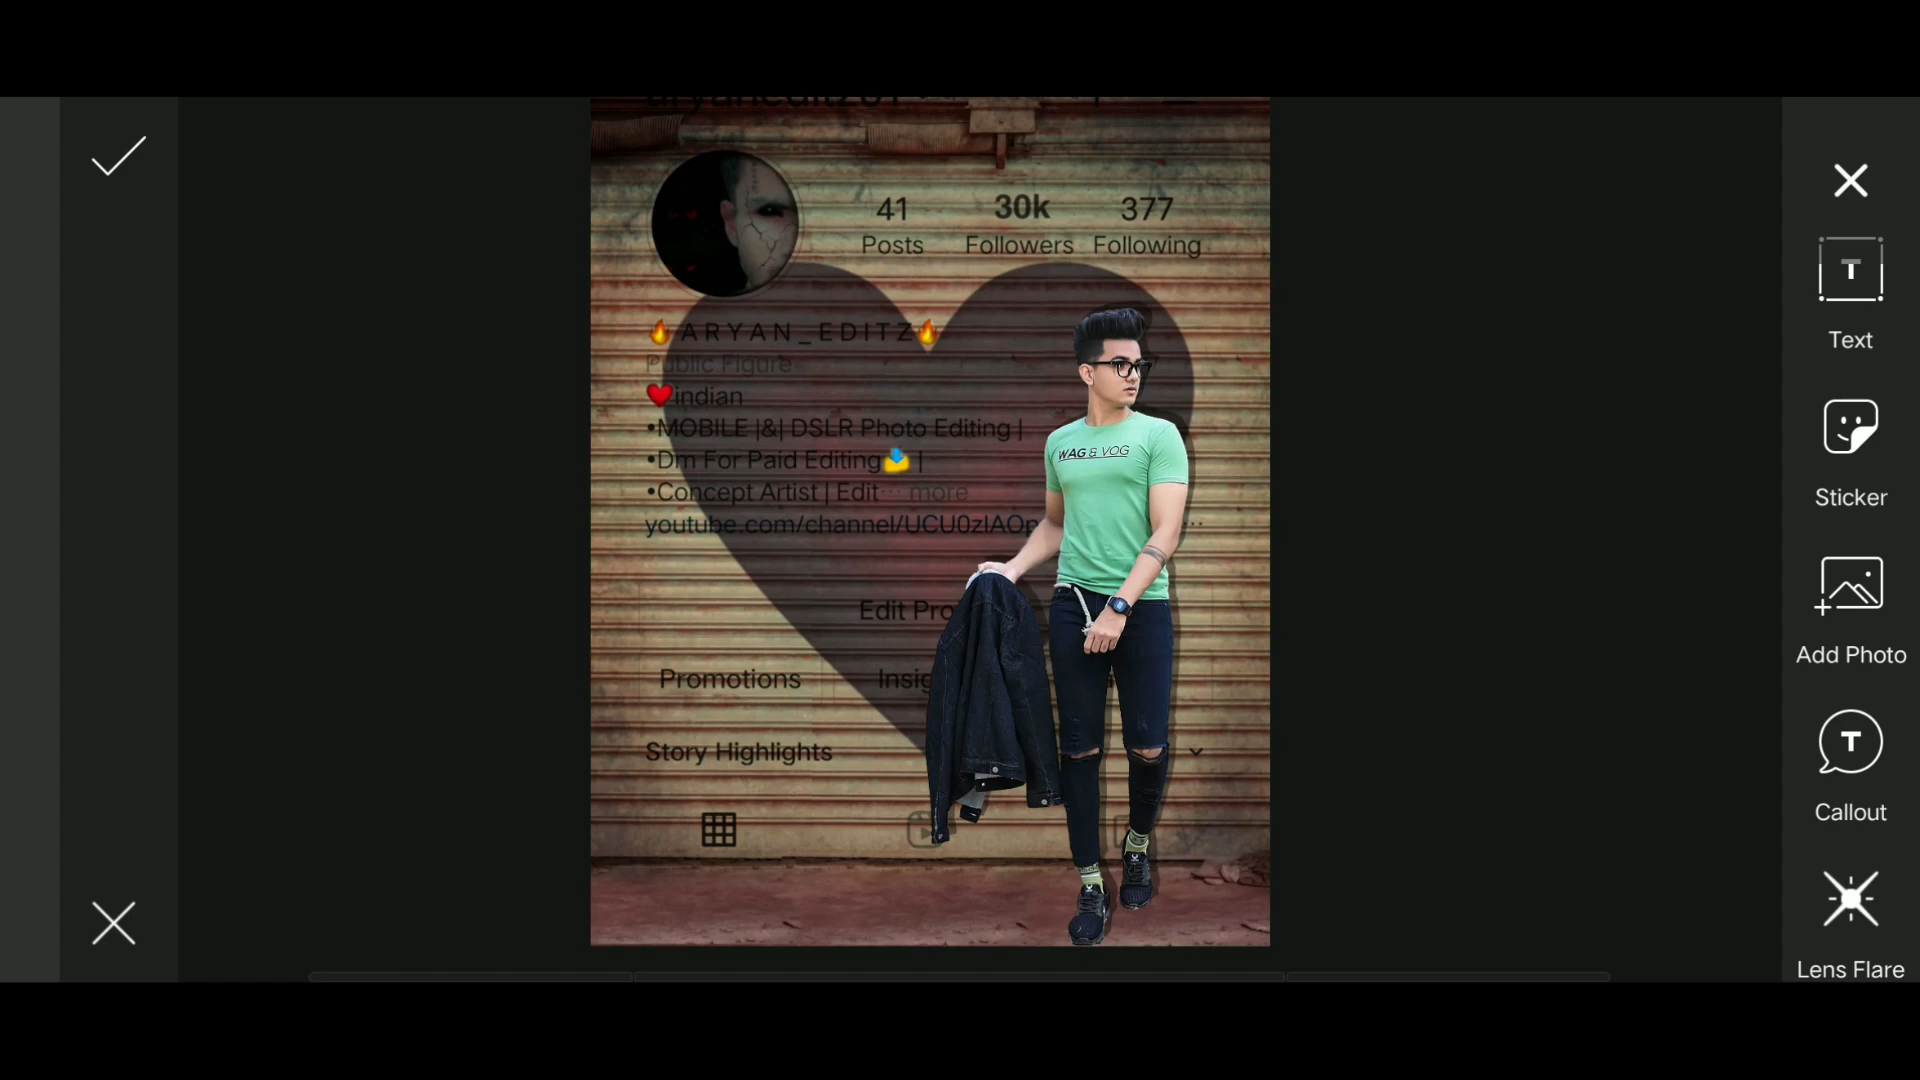 41 30k 377
Posts Followers Following
🔥A R Y A N _ E D I T Z🔥
Public Figure
❤️indian
•MOBILE |&| DSLR Photo Editing |
•Dm For Paid Editing📩 |
•Concept Artist | Edit··· more
youtube.com/channel/UCU0zIAOp
WAG & VOG
Edit Pro
Promotions
Story Highlights
Text
Sticker
Add Photo
Callout
Lens Flare